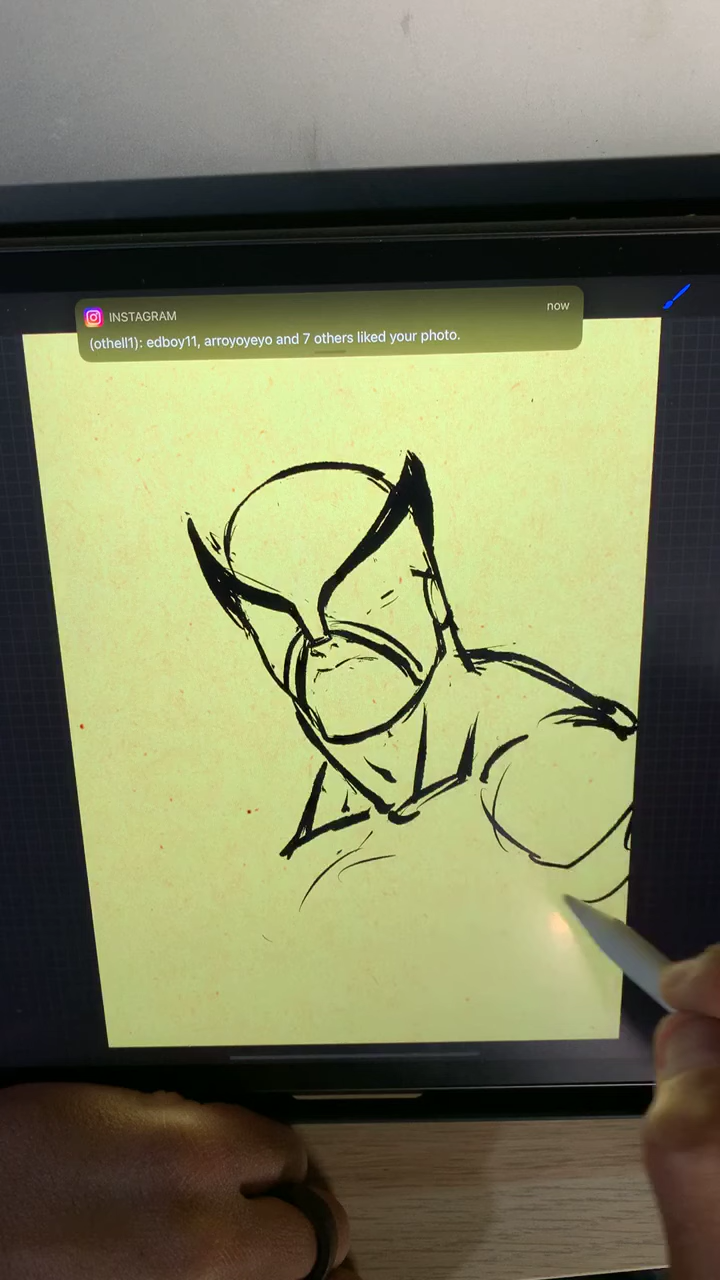 INSTAGRAM
now
(othell1): edboy11, arroyoyeyo and 7 others liked your photo.